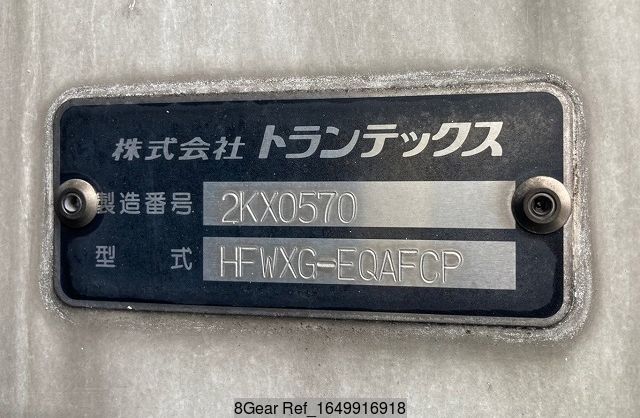 株式会社 トランテックス
製造番号 2KX0570
型式 HFWXG-EQAFCP
8Gear Ref_1649916918